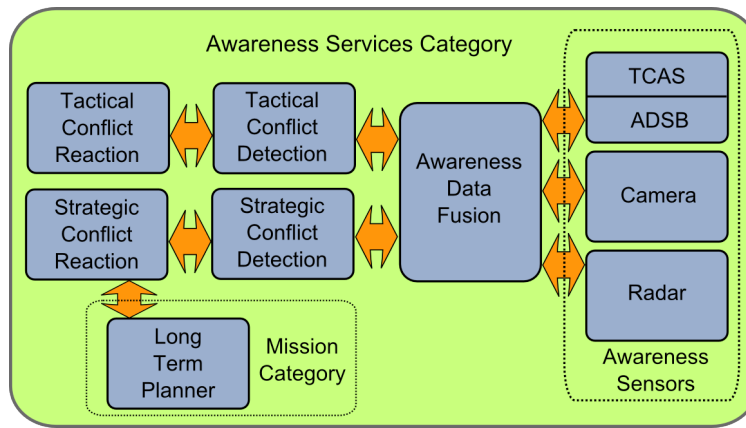 Awareness Services Category
Tactical
Conflict
Reaction
Tactical
Conflict
Detection
Strategic
Conflict
Reaction
Strategic
Conflict
Detection
Awareness
Data
Fusion
TCAS
ADSB
Camera
Radar
Awareness
Sensors
Long
Term
Planner
Mission
Category